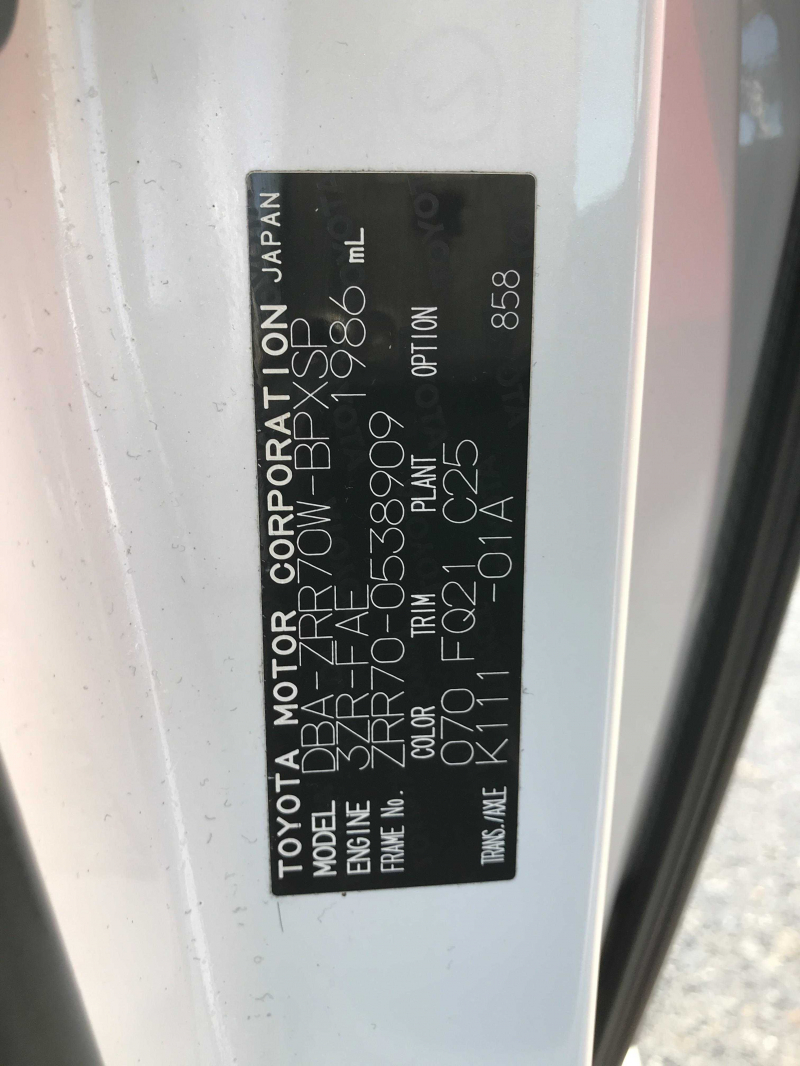 TOYOTA MOTOR CORPORATION JAPAN
MODEL DBA-ZRR70W-BPXSP
ENGINE 3ZR-FAE 1986 mL
FRAME No. ZRR70-0538909
COLOR TRIM PLANT OPTION
070 FQ21 C25
TRANS./AXLE K111 -01A 858